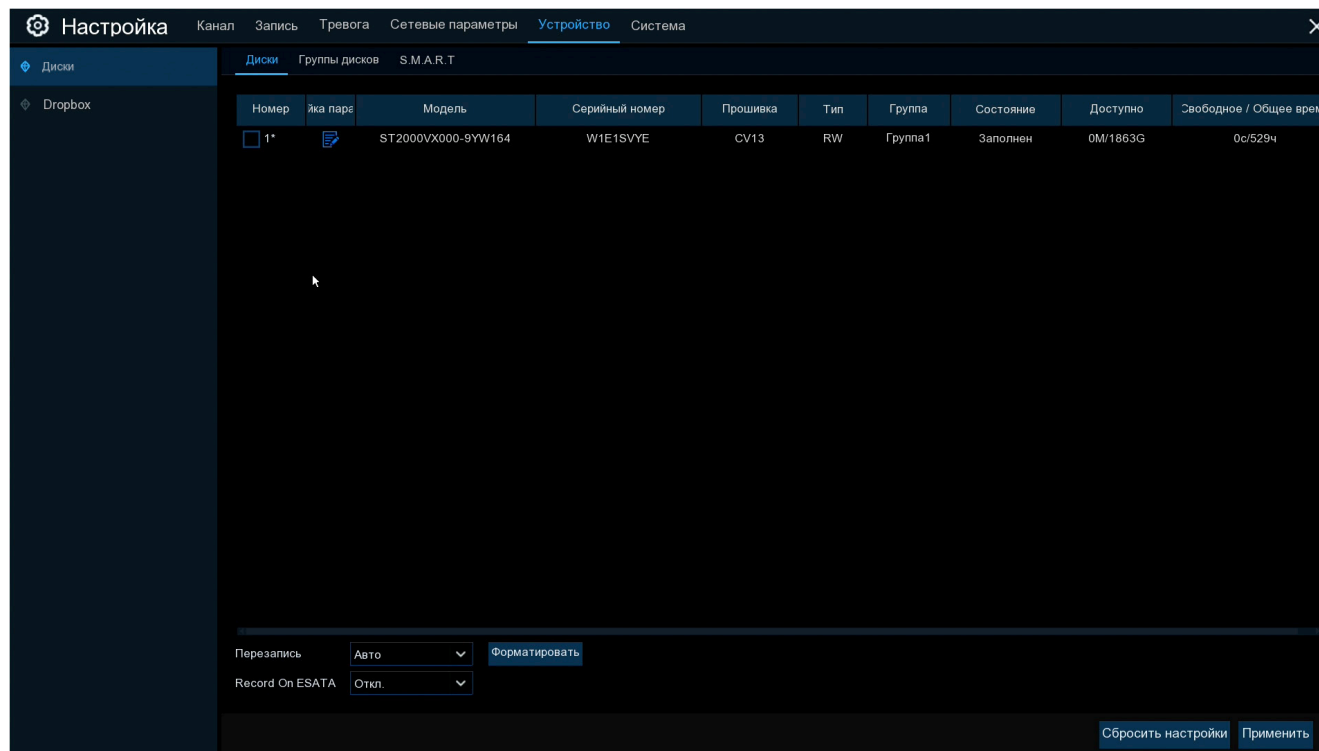 Настройка Канал Запись Тревога Сетевые параметры Устройство Система
Диски
Dropbox
Диски Группы дисков S.M.A.R.T
Номер йка пара Модель Серийный номер Прошивка Тип Группа Состояние Доступно Свободное / Общее врем
1* ST2000VX000-9YW164 W1E1SVYE CV13 RW Группа1 Заполнен 0M/1863G 0с/529ч
Перезапись Авто Форматировать
Record On ESATA Откл.
Сбросить настройки Применить